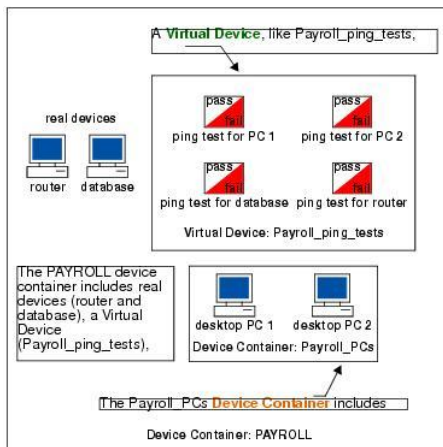 A Virtual Device, like Payroll_ping_tests,
pass
fail
ping test for PC 1
pass
fail
ping test for PC 2
real devices
router
database
pass
fail
ping test for database
pass
fail
ping test for router
Virtual Device: Payroll_ping_tests
The PAYROLL device
container includes real
devices (router and
database), a Virtual
Device
(Payroll_ping_tests),
desktop PC 1
desktop PC 2
Device Container: Payroll_PCs
The Payroll_PCs Device Container includes
Device Container: PAYROLL